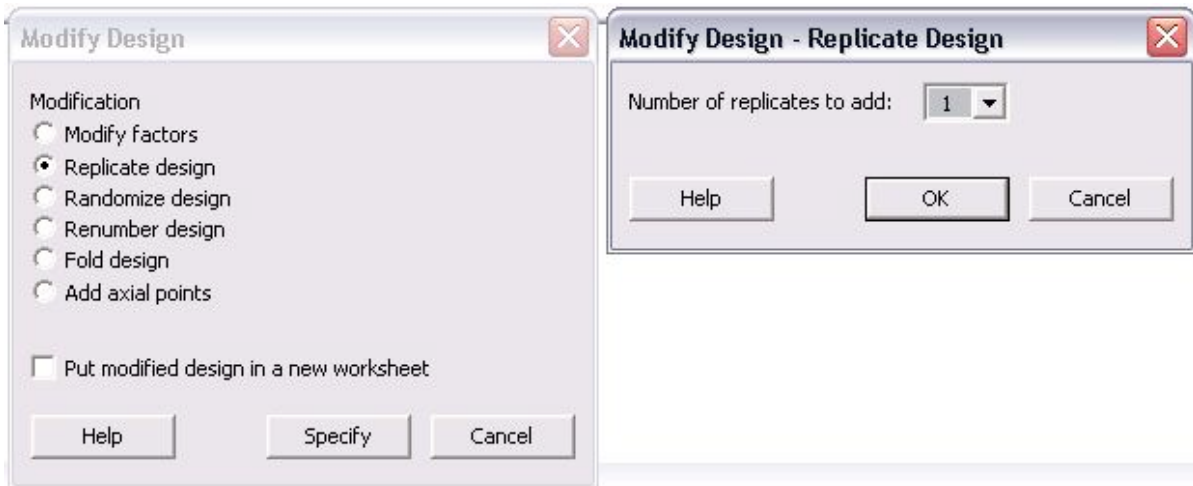 Modify Design
Modification
Modify factors
Replicate design
Randomize design
Renumber design
Fold design
Add axial points
Put modified design in a new worksheet
Help Specify Cancel
Modify Design - Replicate Design
Number of replicates to add: 1
Help OK Cancel